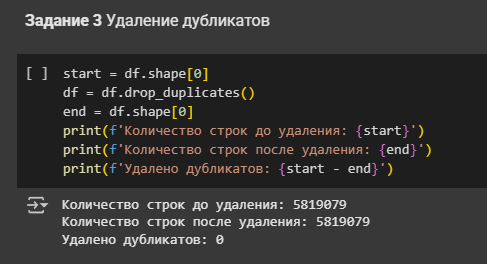 Задание 3 Удаление дубликатов
[ ] start = df.shape[0]
df = df.drop_duplicates()
end = df.shape[0]
print(f'Количество строк до удаления: {start}')
print(f'Количество строк после удаления: {end}')
print(f'Удалено дубликатов: {start - end}')
Количество строк до удаления: 5819079
Количество строк после удаления: 5819079
Удалено дубликатов: 0